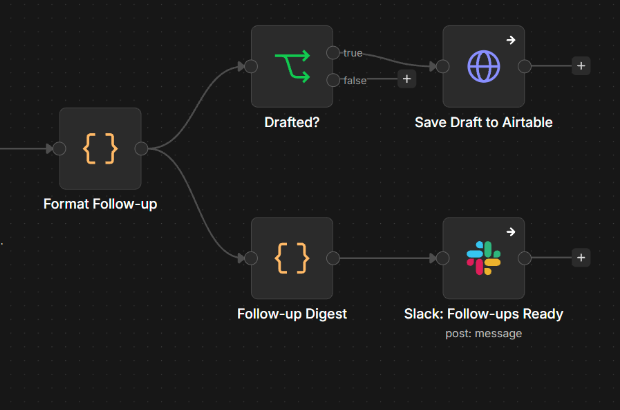 true
false
Drafted?
Save Draft to Airtable
{ }
Format Follow-up
{ }
Follow-up Digest
Slack: Follow-ups Ready
post: message